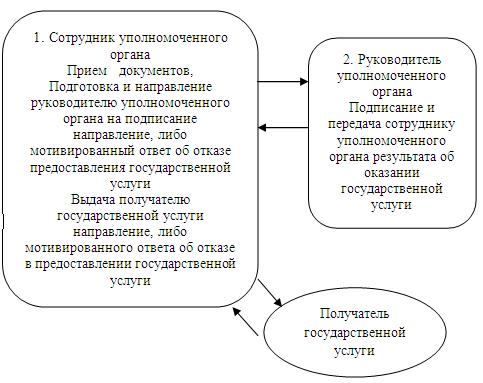 1. Сотрудник уполномоченного
органа
Прием документов,
Подготовка и направление
руководителю уполномоченного
органа на подписание
направление, либо
мотивированный ответ об отказе
предоставления государственной
услуги
Выдача получателю
государственной услуги
направление, либо
мотивированного ответа об отказе
в предоставлении государственной
услуги
2. Руководитель
уполномоченного
органа
Подписание и
передача сотруднику
уполномоченного
органа результата об
оказании
государственной
услуги
Получатель
государственной
услуги